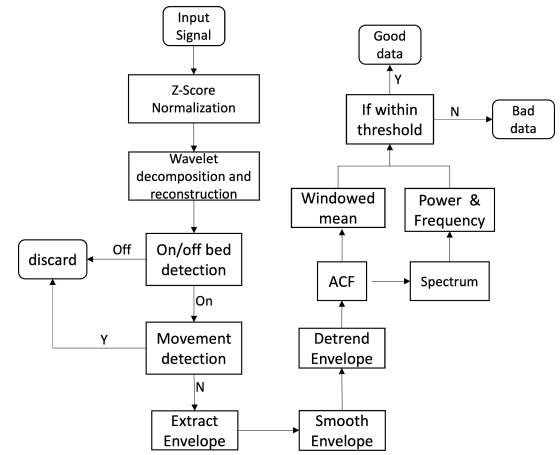 Input
Signal
Z-Score
Normalization
Wavelet
decomposition and
reconstruction
On/off bed
detection
Off
discard
On
Movement
detection
Y
N
Extract
Envelope
Smooth
Envelope
Detrend
Envelope
ACF
Spectrum
Windowed
mean
Power &
Frequency
If within
threshold
Y
Good
data
N
Bad
data